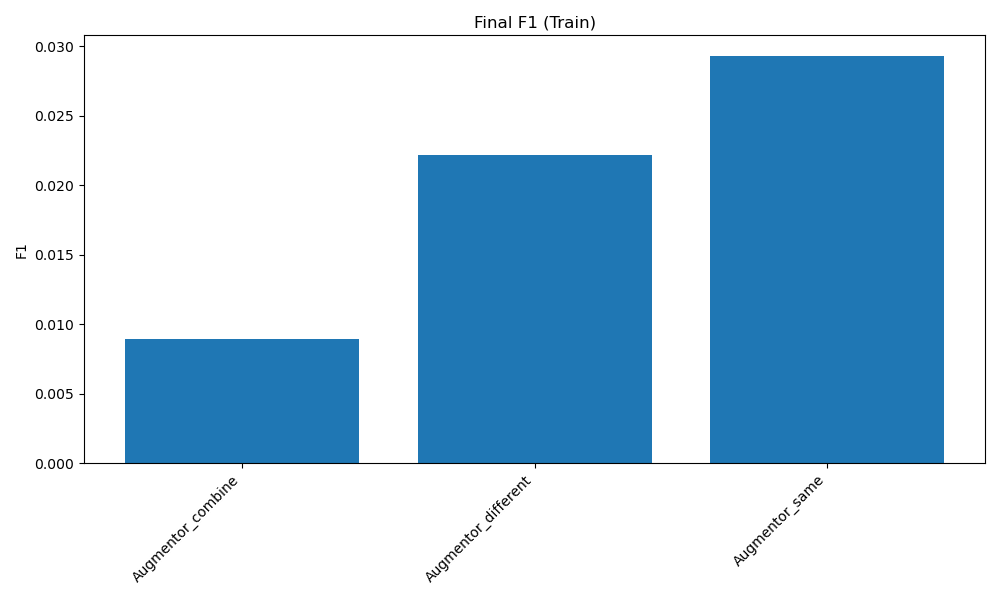 Final F1 (Train)
F1
0.030
0.025
0.020
0.015
0.010
0.005
0.000
Augmentor_combine
Augmentor_different
Augmentor_same